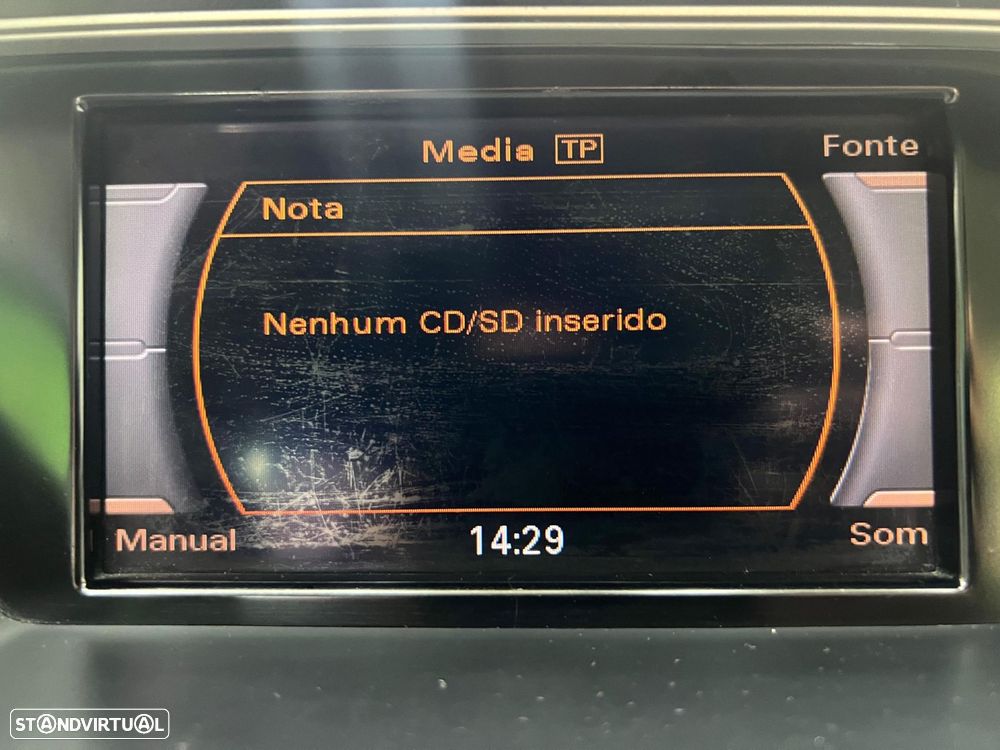 Media TP
Fonte
Nota
Nenhum CD/SD inserido
Manual
14:29
Som
STANDVIRTUAL